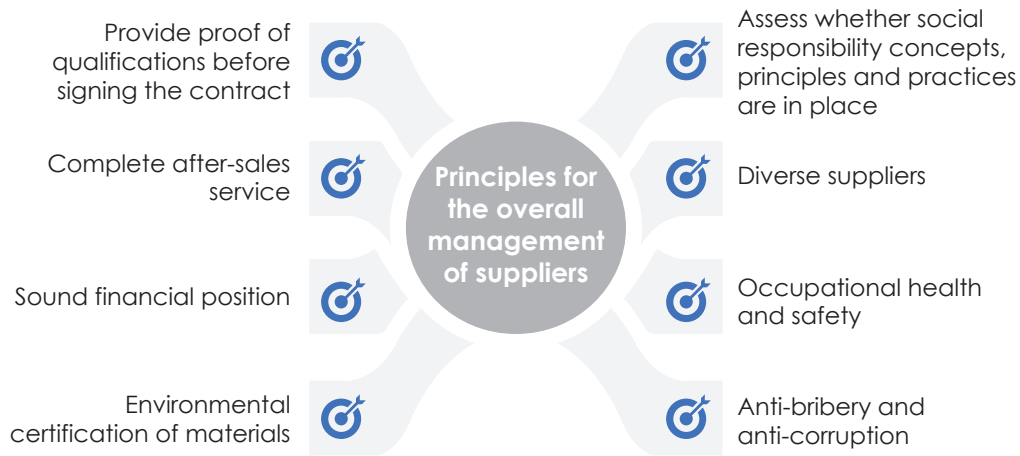 Provide proof of
qualifications before
signing the contract
Complete after-sales
service
Sound financial position
Environmental
certification of materials
Principles for
the overall
management
of suppliers
Assess whether social
responsibility concepts,
principles and practices
are in place
Diverse suppliers
Occupational health
and safety
Anti-bribery and
anti-corruption